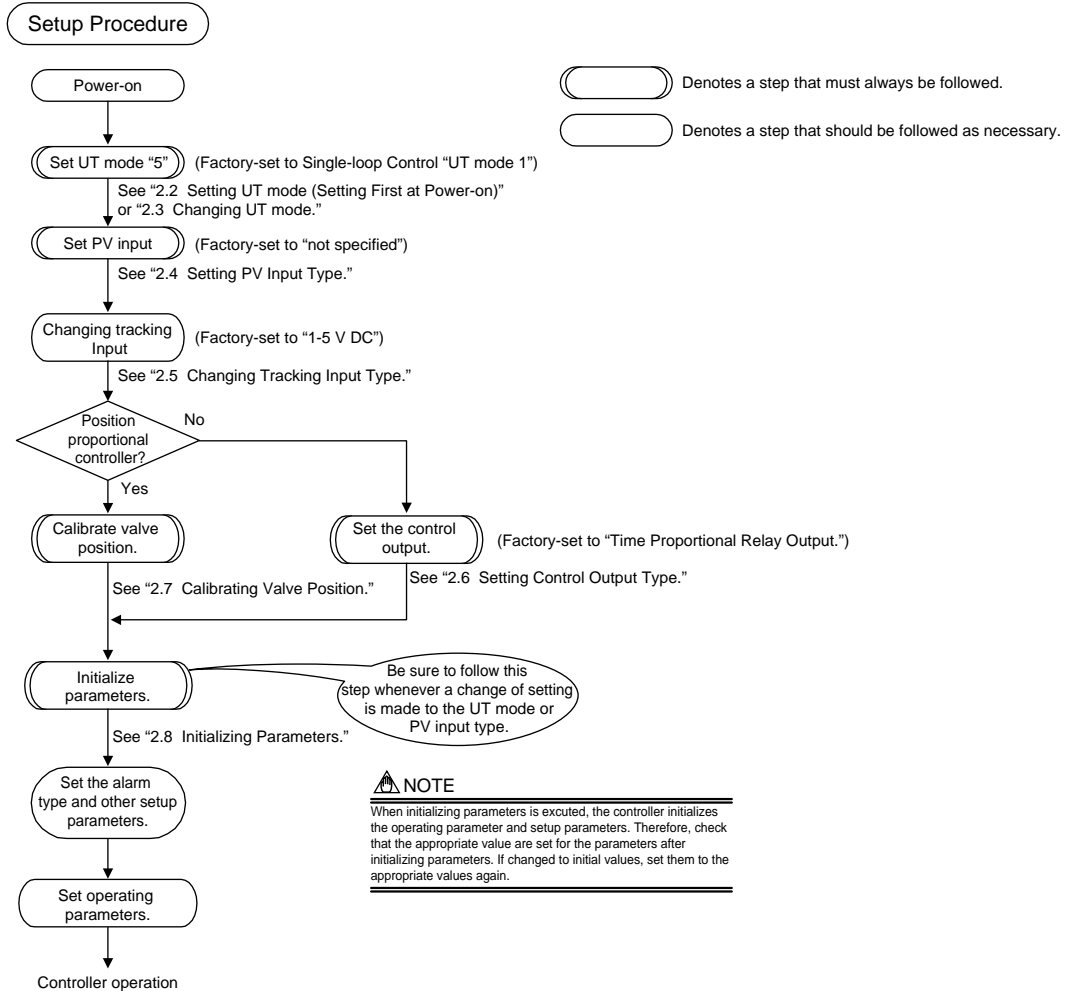 Setup Procedure
Power-on
Denotes a step that must always be followed.
Denotes a step that should be followed as necessary.
Set UT mode “5”
(Factory-set to Single-loop Control “UT mode 1”)
See “2.2 Setting UT mode (Setting First at Power-on)”
or “2.3 Changing UT mode.”
Set PV input
(Factory-set to “not specified”)
See “2.4 Setting PV Input Type.”
Changing tracking
Input
(Factory-set to “1-5 V DC”)
See “2.5 Changing Tracking Input Type.”
Position
proportional
controller?
No
Yes
Calibrate valve
position.
See “2.7 Calibrating Valve Position.”
Set the control
output.
(Factory-set to “Time Proportional Relay Output.”)
See “2.6 Setting Control Output Type.”
Initialize
parameters.
Be sure to follow this
step whenever a change of setting
is made to the UT mode or
PV input type.
See “2.8 Initializing Parameters.”
Set the alarm
type and other setup
parameters.
NOTE
When initializing parameters is excuted, the controller initializes
the operating parameter and setup parameters. Therefore, check
that the appropriate value are set for the parameters after
initializing parameters. If changed to initial values, set them to the
appropriate values again.
Set operating
parameters.
Controller operation